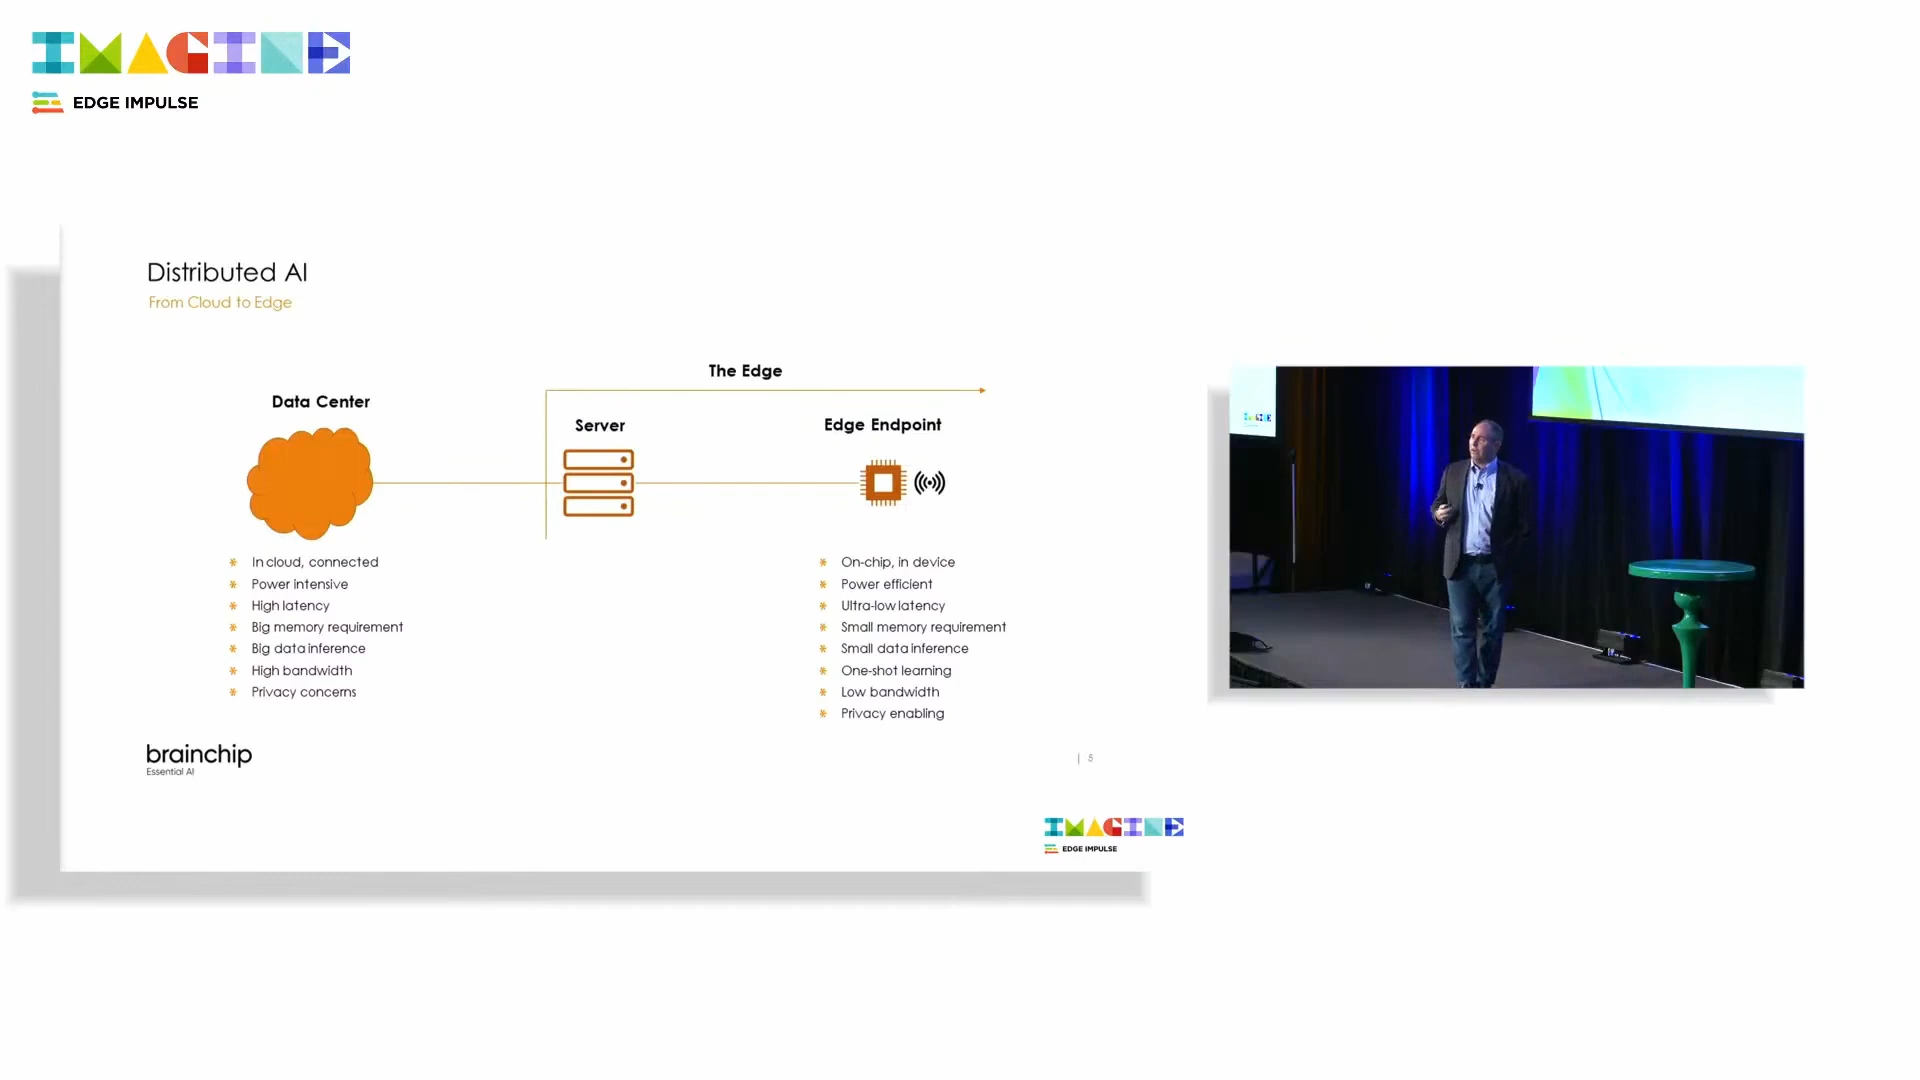 IMAGINE
EDGE IMPULSE
Distributed AI
From Cloud to Edge
The Edge
Data Center
Server
Edge Endpoint
In cloud, connected
Power intensive
High latency
Big memory requirement
Big data inference
High bandwidth
Privacy concerns
On-chip, in device
Power efficient
Ultra-low latency
Small memory requirement
Small data inference
One-shot learning
Low bandwidth
Privacy enabling
brainchip
Essential AI
| 5
IMAGINE
EDGE IMPULSE
IMAGINE